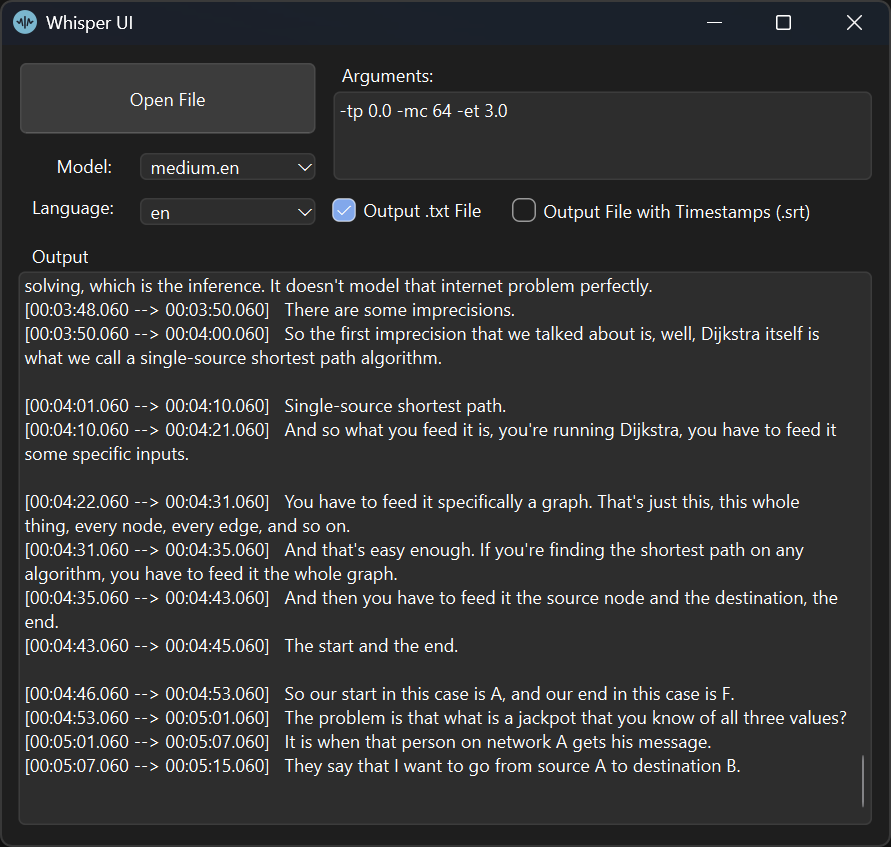 Whisper UI
Open File
Arguments:
-tp 0.0 -mc 64 -et 3.0
Model:
medium.en
Language:
en
Output .txt File
Output File with Timestamps (.srt)
Output
solving, which is the inference. It doesn't model that internet problem perfectly.
[00:03:48.060 --> 00:03:50.060]   There are some imprecisions.
[00:03:50.060 --> 00:04:00.060]   So the first imprecision that we talked about is, well, Dijkstra itself is
what we call a single-source shortest path algorithm.
[00:04:01.060 --> 00:04:10.060]   Single-source shortest path.
[00:04:10.060 --> 00:04:21.060]   And so what you feed it is, you're running Dijkstra, you have to feed it
some specific inputs.
[00:04:22.060 --> 00:04:31.060]   You have to feed it specifically a graph. That's just this, this whole
thing, every node, every edge, and so on.
[00:04:31.060 --> 00:04:35.060]   And that's easy enough. If you're finding the shortest path on any
algorithm, you have to feed it the whole graph.
[00:04:35.060 --> 00:04:43.060]   And then you have to feed it the source node and the destination, the
end.
[00:04:43.060 --> 00:04:45.060]   The start and the end.
[00:04:46.060 --> 00:04:53.060]   So our start in this case is A, and our end in this case is F.
[00:04:53.060 --> 00:05:01.060]   The problem is that what is a jackpot that you know of all three values?
[00:05:01.060 --> 00:05:07.060]   It is when that person on network A gets his message.
[00:05:07.060 --> 00:05:15.060]   They say that I want to go from source A to destination B.